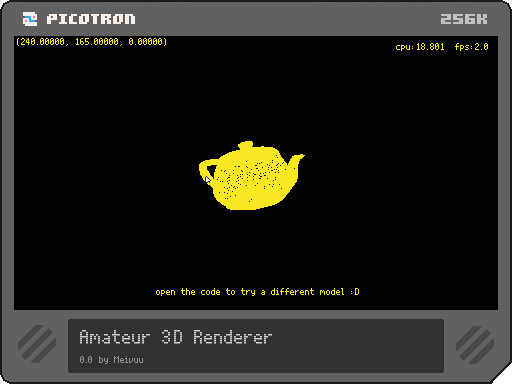 PICOTRON
256K
(240.00000, 165.00000, 0.00000)
cpu:18.801 fps:2.0
open the code to try a different model :D
Amateur 3D Renderer
0.0 by Meivuu